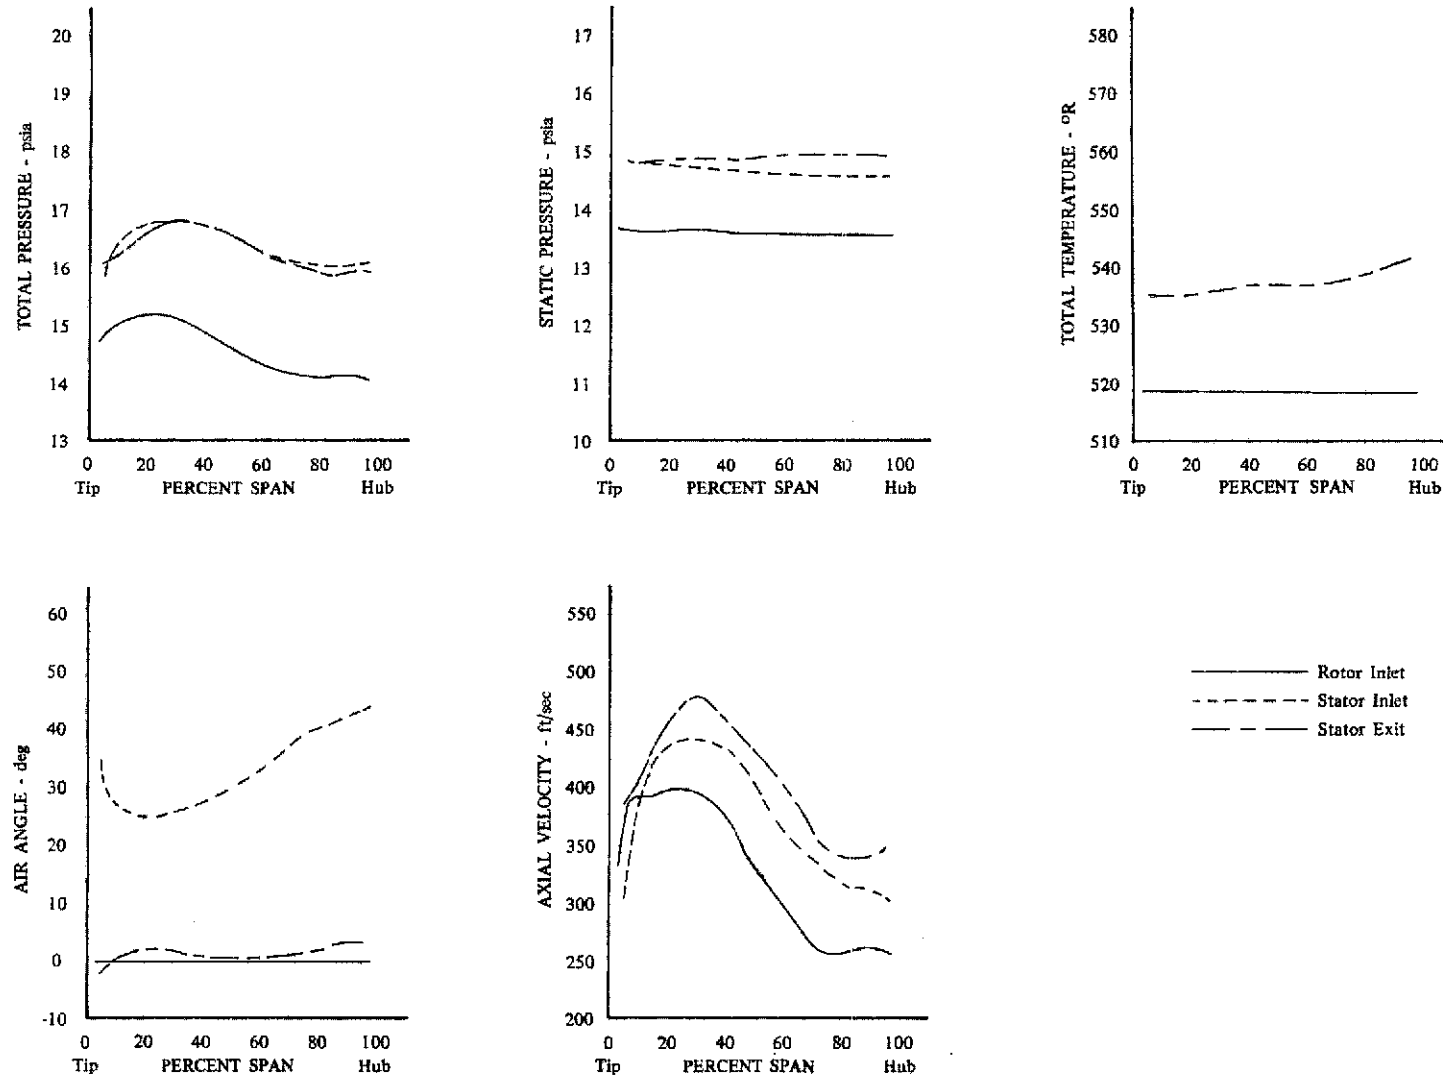 TOTAL PRESSURE - psia
20
19
18
17
16
15
14
13
0 20 40 60 80 100
Tip PERCENT SPAN Hub
STATIC PRESSURE - psia
17
16
15
14
13
12
11
10
0 20 40 60 80 100
Tip PERCENT SPAN Hub
TOTAL TEMPERATURE - ºR
580
570
560
550
540
530
520
510
0 20 40 60 80 100
Tip PERCENT SPAN Hub
AIR ANGLE - deg
60
50
40
30
20
10
0
-10
0 20 40 60 80 100
Tip PERCENT SPAN Hub
AXIAL VELOCITY - ft/sec
550
500
450
400
350
300
250
200
0 20 40 60 80 100
Tip PERCENT SPAN Hub
Rotor Inlet
Stator Inlet
Stator Exit